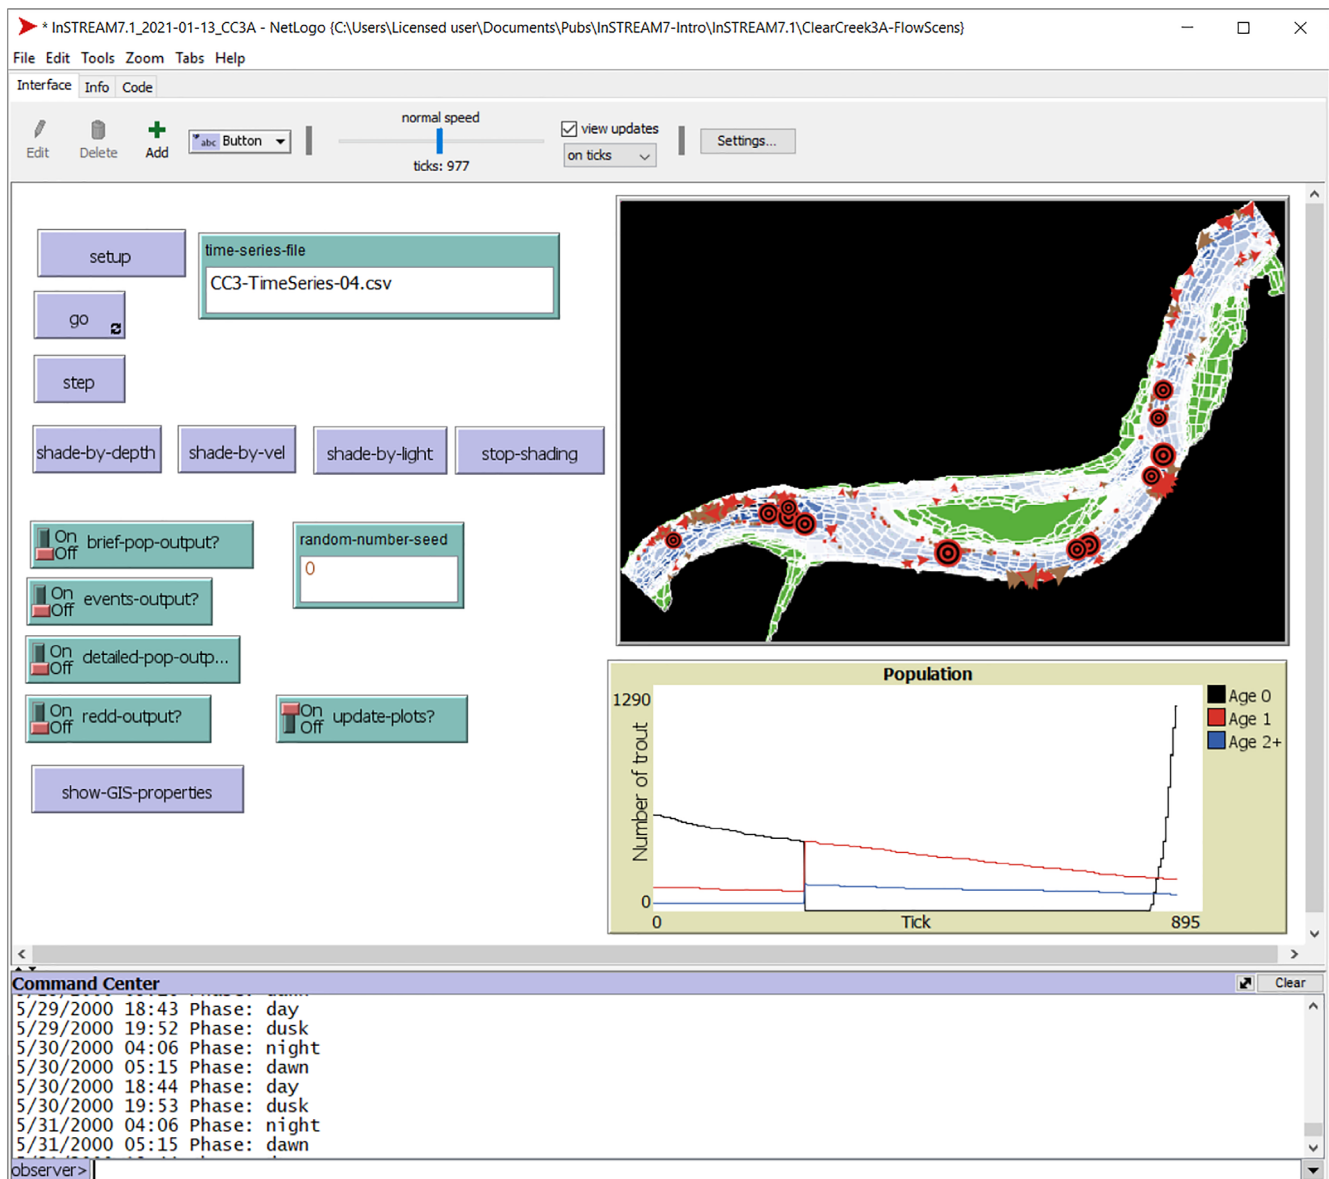 * InSTREAM7.1_2021-01-13_CC3A - NetLogo {C:\Users\Licensed user\Documents\Pubs\InSTREAM7-Intro\InSTREAM7.1\ClearCreek3A-FlowScens}
File Edit Tools Zoom Tabs Help
Interface Info Code
normal speed
view updates
Edit Delete Add abc Button
on ticks
Settings...
ticks: 977
setup
time-series-file
CC3-TimeSeries-04.csv
go
step
shade-by-depth shade-by-vel shade-by-light stop-shading
On
Off
brief-pop-output?
random-number-seed
0
On
Off
events-output?
On
Off
detailed-pop-outp...
On
Off
redd-output?
On
Off
update-plots?
show-GIS-properties
Population
1290
Number of trout
0
0
Tick
895
Age 0
Age 1
Age 2+
Command Center
Clear
5/29/2000 18:43 Phase: day
5/29/2000 19:52 Phase: dusk
5/30/2000 04:06 Phase: night
5/30/2000 05:15 Phase: dawn
5/30/2000 18:44 Phase: day
5/30/2000 19:53 Phase: dusk
5/31/2000 04:06 Phase: night
5/31/2000 05:15 Phase: dawn
observer>